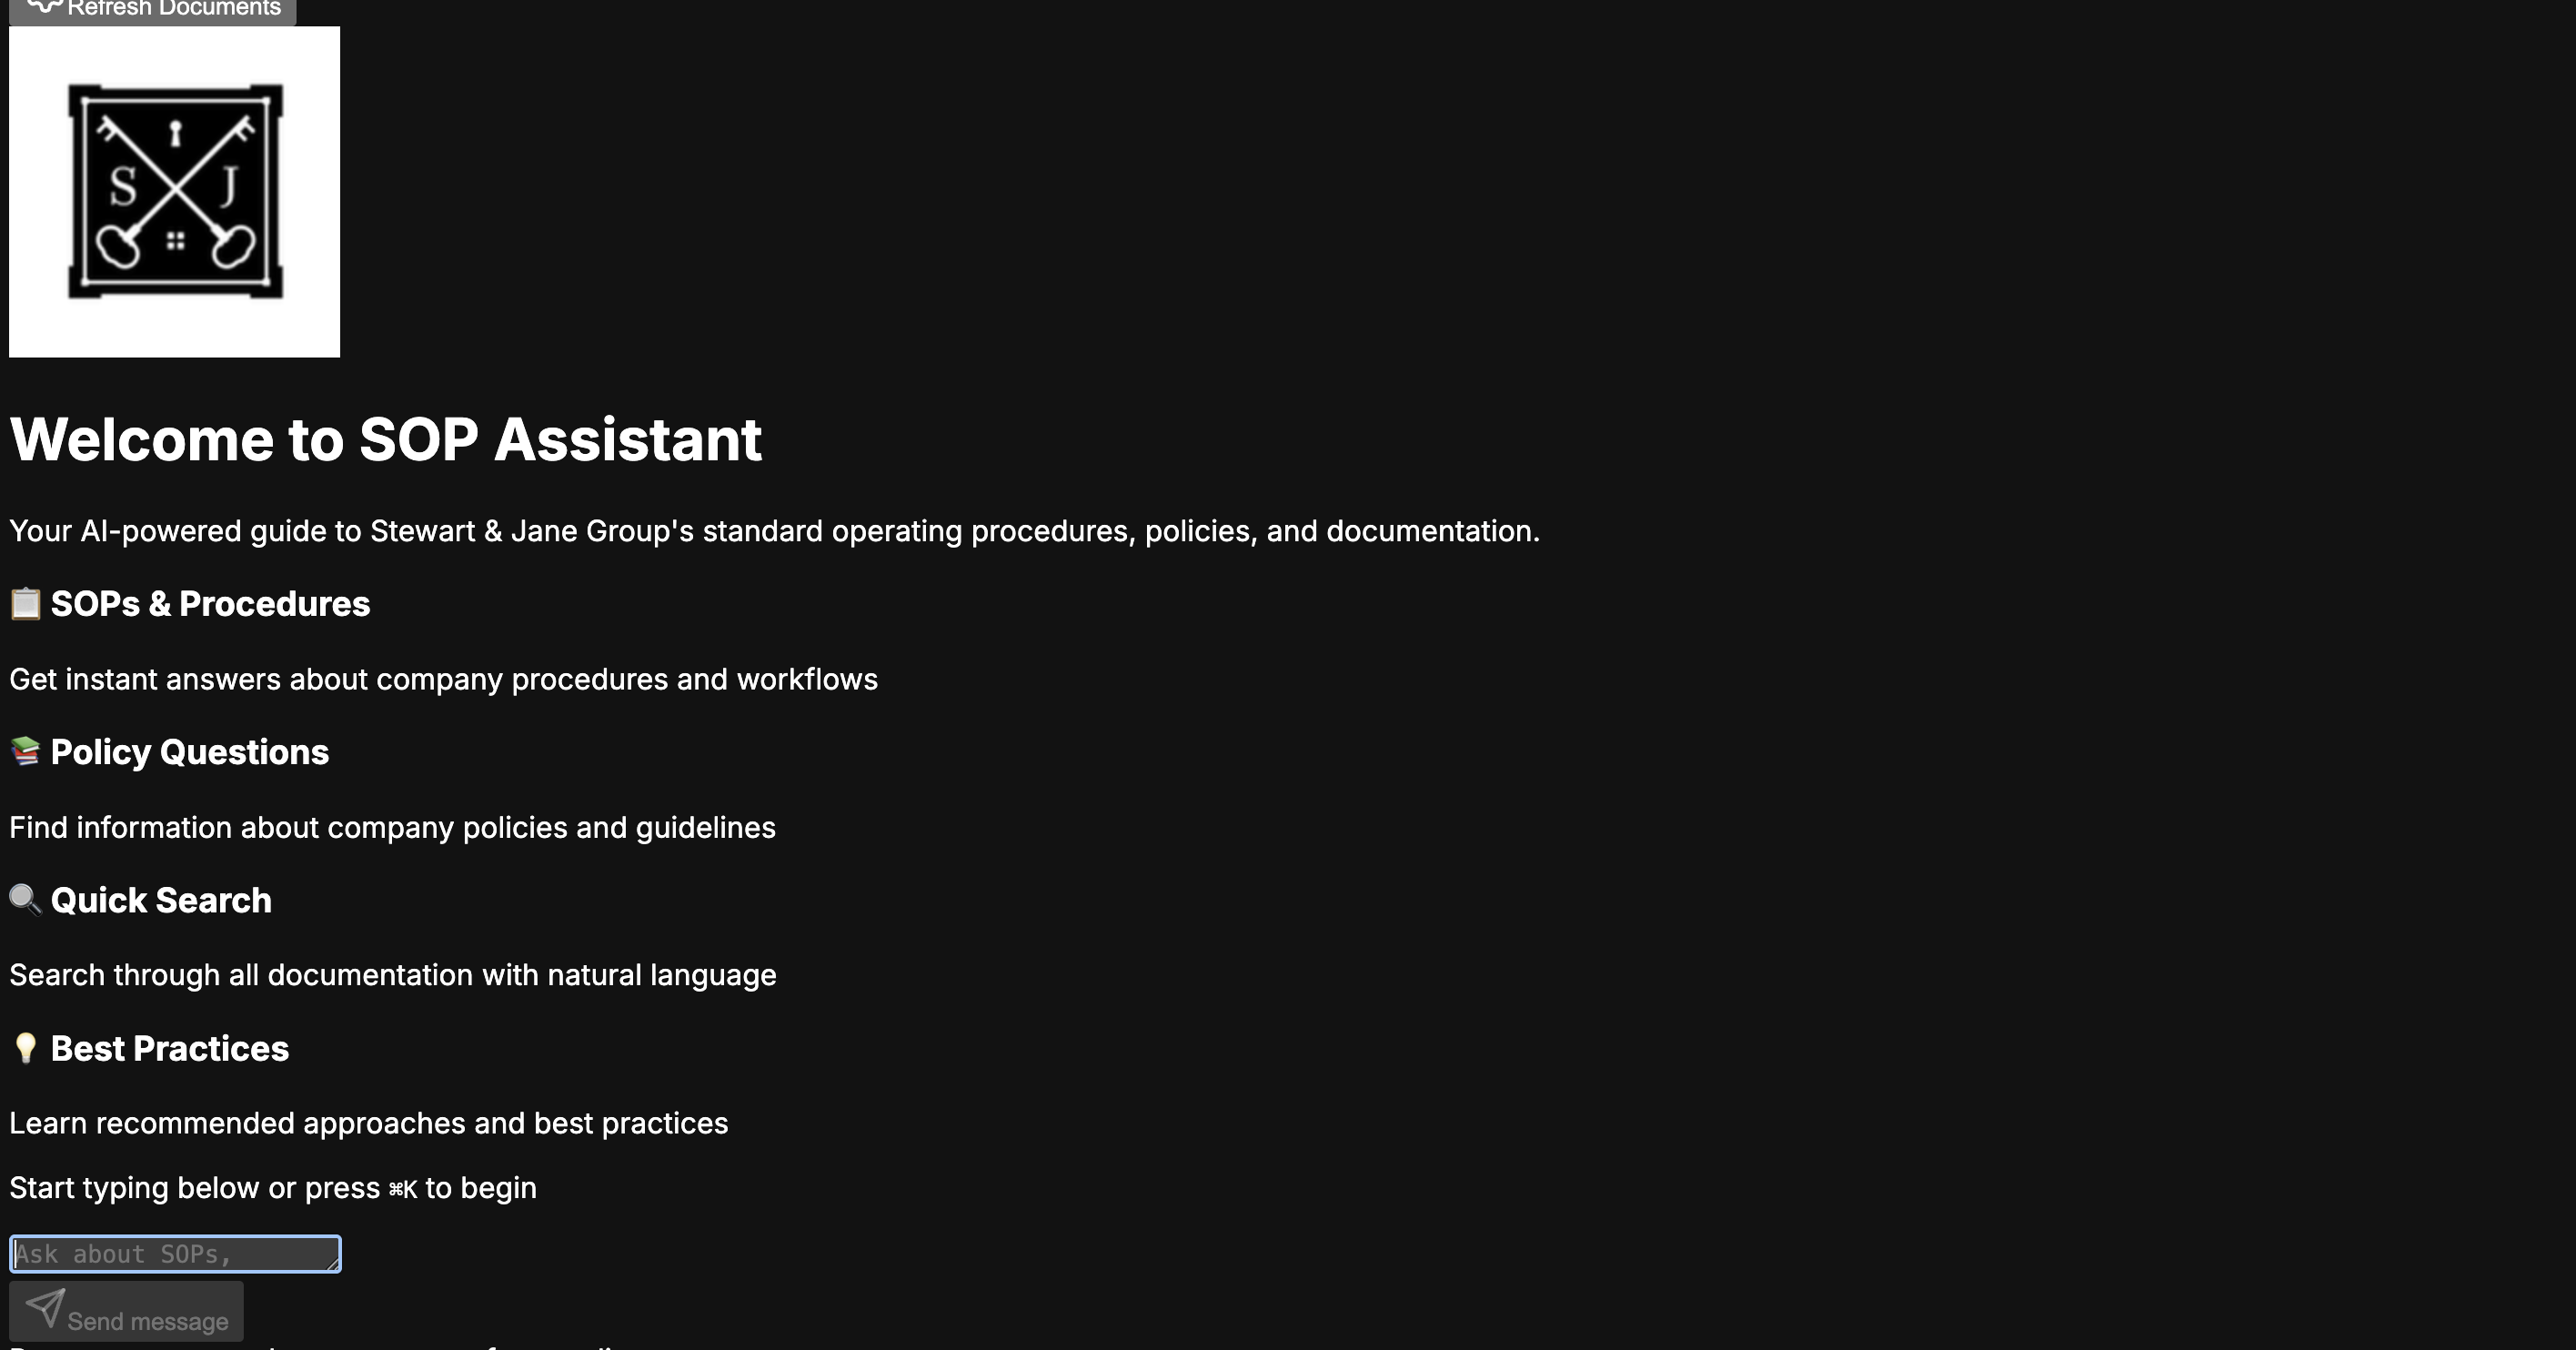 Refresh Documents
S J
Welcome to SOP Assistant
Your AI-powered guide to Stewart & Jane Group's standard operating procedures, policies, and documentation.
📋 SOPs & Procedures
Get instant answers about company procedures and workflows
📚 Policy Questions
Find information about company policies and guidelines
🔍 Quick Search
Search through all documentation with natural language
💡 Best Practices
Learn recommended approaches and best practices
Start typing below or press ⌘K to begin
Ask about SOPs,
Send message